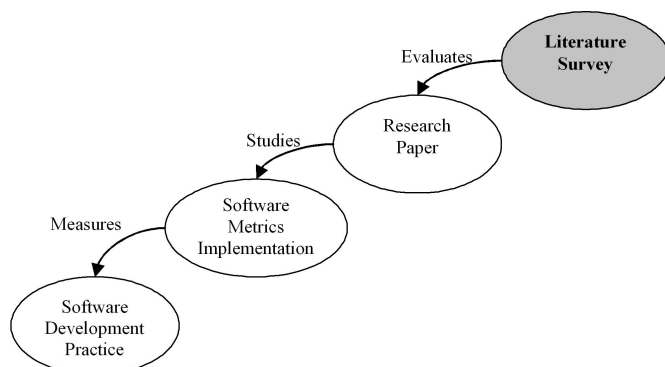 Literature
Survey
Evaluates
Research
Paper
Studies
Software
Metrics
Implementation
Measures
Software
Development
Practice